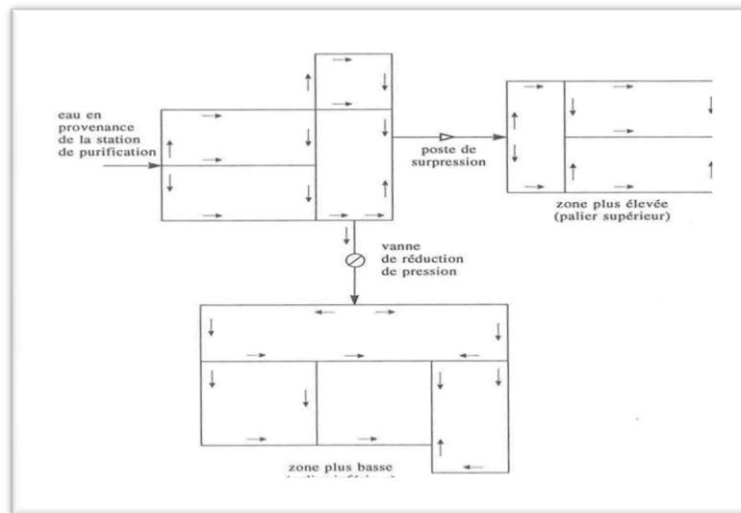 eau en
provenance
de la station
de purification
poste de
surpression
zone plus élevée
(palier supérieur)
vanne
de réduction
de pression
zone plus basse